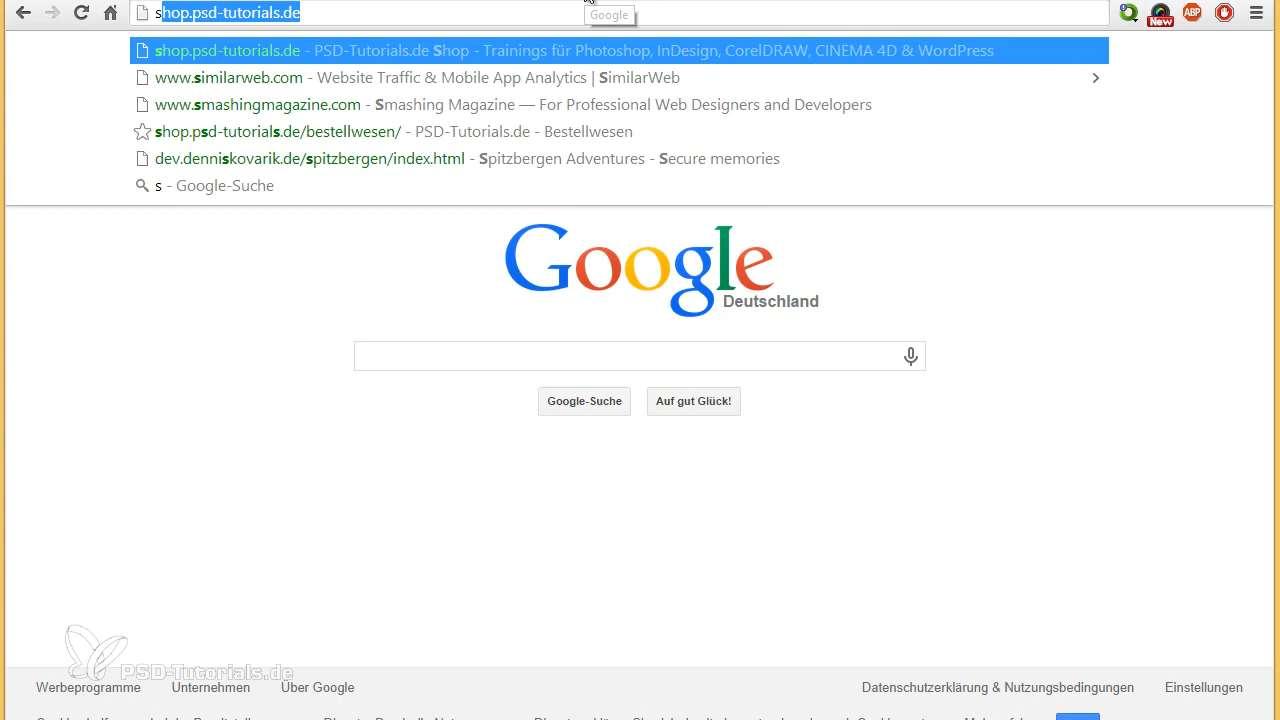 shop.psd-tutorials.de
Google
New
ABP
shop.psd-tutorials.de - PSD-Tutorials.de Shop - Trainings für Photoshop, InDesign, CorelDRAW, CINEMA 4D & WordPress
www.similarweb.com - Website Traffic & Mobile App Analytics | SimilarWeb
www.smashingmagazine.com - Smashing Magazine — For Professional Web Designers and Developers
shop.psd-tutorials.de/bestellwesen/ - PSD-Tutorials.de - Bestellwesen
dev.denniskovarik.de/spitzbergen/index.html - Spitzbergen Adventures - Secure memories
s - Google-Suche
Google
Deutschland
Google-Suche
Auf gut Glück!
PSD-Tutorials.de
Werbeprogramme
Unternehmen
Über Google
Datenschutzerklärung & Nutzungsbedingungen
Einstellungen